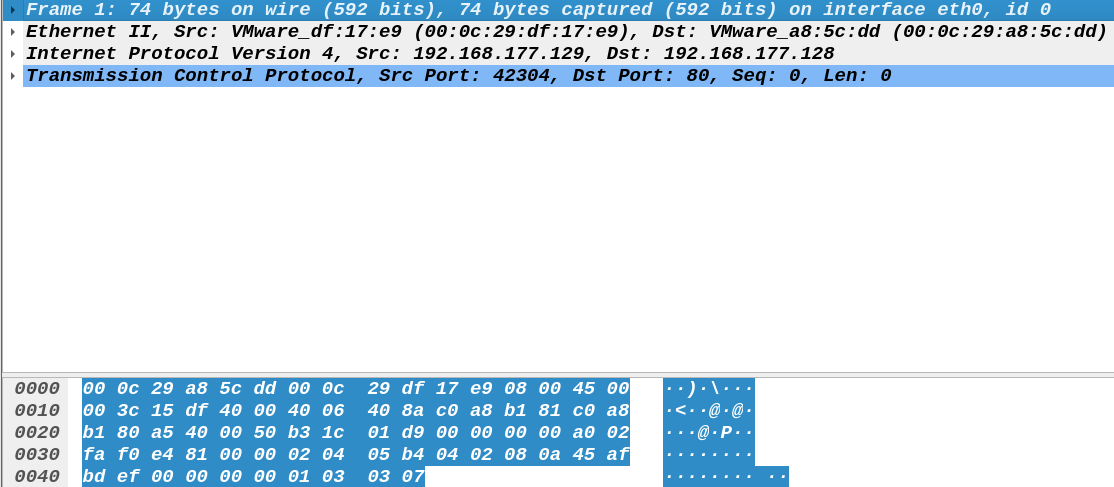 Frame 1: 74 bytes on wire (592 bits), 74 bytes captured (592 bits) on interface eth0, id 0
Ethernet II, Src: VMware_df:17:e9 (00:0c:29:df:17:e9), Dst: VMware_a8:5c:dd (00:0c:29:a8:5c:dd)
Internet Protocol Version 4, Src: 192.168.177.129, Dst: 192.168.177.128
Transmission Control Protocol, Src Port: 42304, Dst Port: 80, Seq: 0, Len: 0
0000 00 0c 29 a8 5c dd 00 0c 29 df 17 e9 08 00 45 00 ··)·\···
0010 00 3c 15 df 40 00 40 06 40 8a c0 a8 b1 81 c0 a8 ·<··@·@·
0020 b1 80 a5 40 00 50 b3 1c 01 d9 00 00 00 00 a0 02 ···@·P··
0030 fa f0 e4 81 00 00 02 04 05 b4 04 02 08 0a 45 af ········
0040 bd ef 00 00 00 00 01 03 03 07 ········ ··